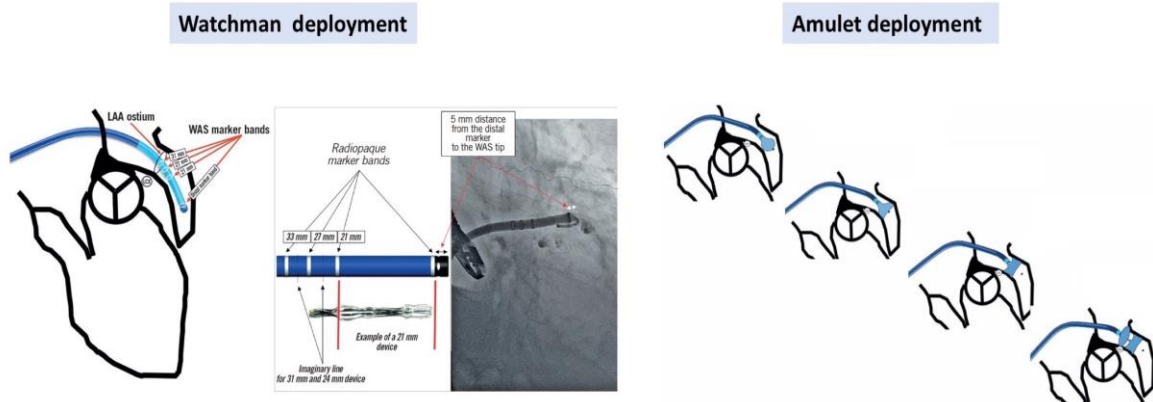 Watchman deployment
Amulet deployment
LAA ostium
WAS marker bands
5 mm distance
from the distal
marker
to the WAS tip
Radiopaque
marker bands
33 mm
27 mm
21 mm
Example of a 21 mm
device
Imaginary line
for 31 mm and 24 mm device